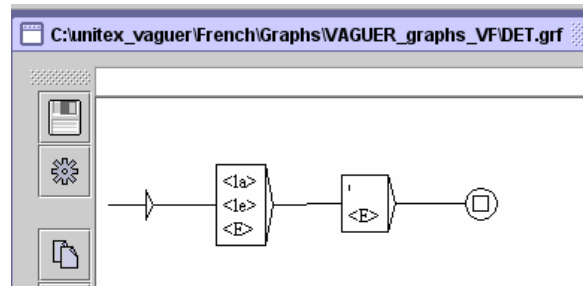 C:\unitex_vaguer\French\Graphs\VAGUER_graphs_VF\DET.grf
<la>
<le>
<E>
'
<E>